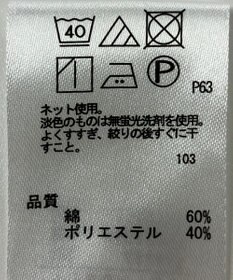 40
P
P63
ネット使用。
淡色のものは無蛍光洗剤を使用。
よくすすぎ、絞りの後すぐに干
すこと。
103
品質
綿 60%
ポリエステル 40%